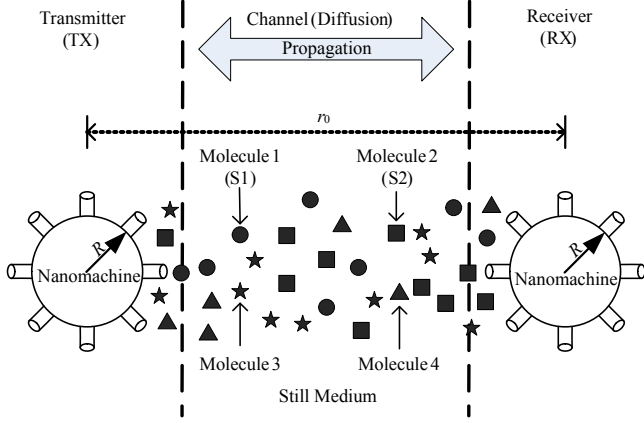 Transmitter
(TX)
Channel (Diffusion)
Propagation
Receiver
(RX)
r0
Molecule 1
(S1)
Molecule 2
(S2)
R
Nanomachine
R
Nanomachine
Molecule 3
Molecule 4
Still Medium